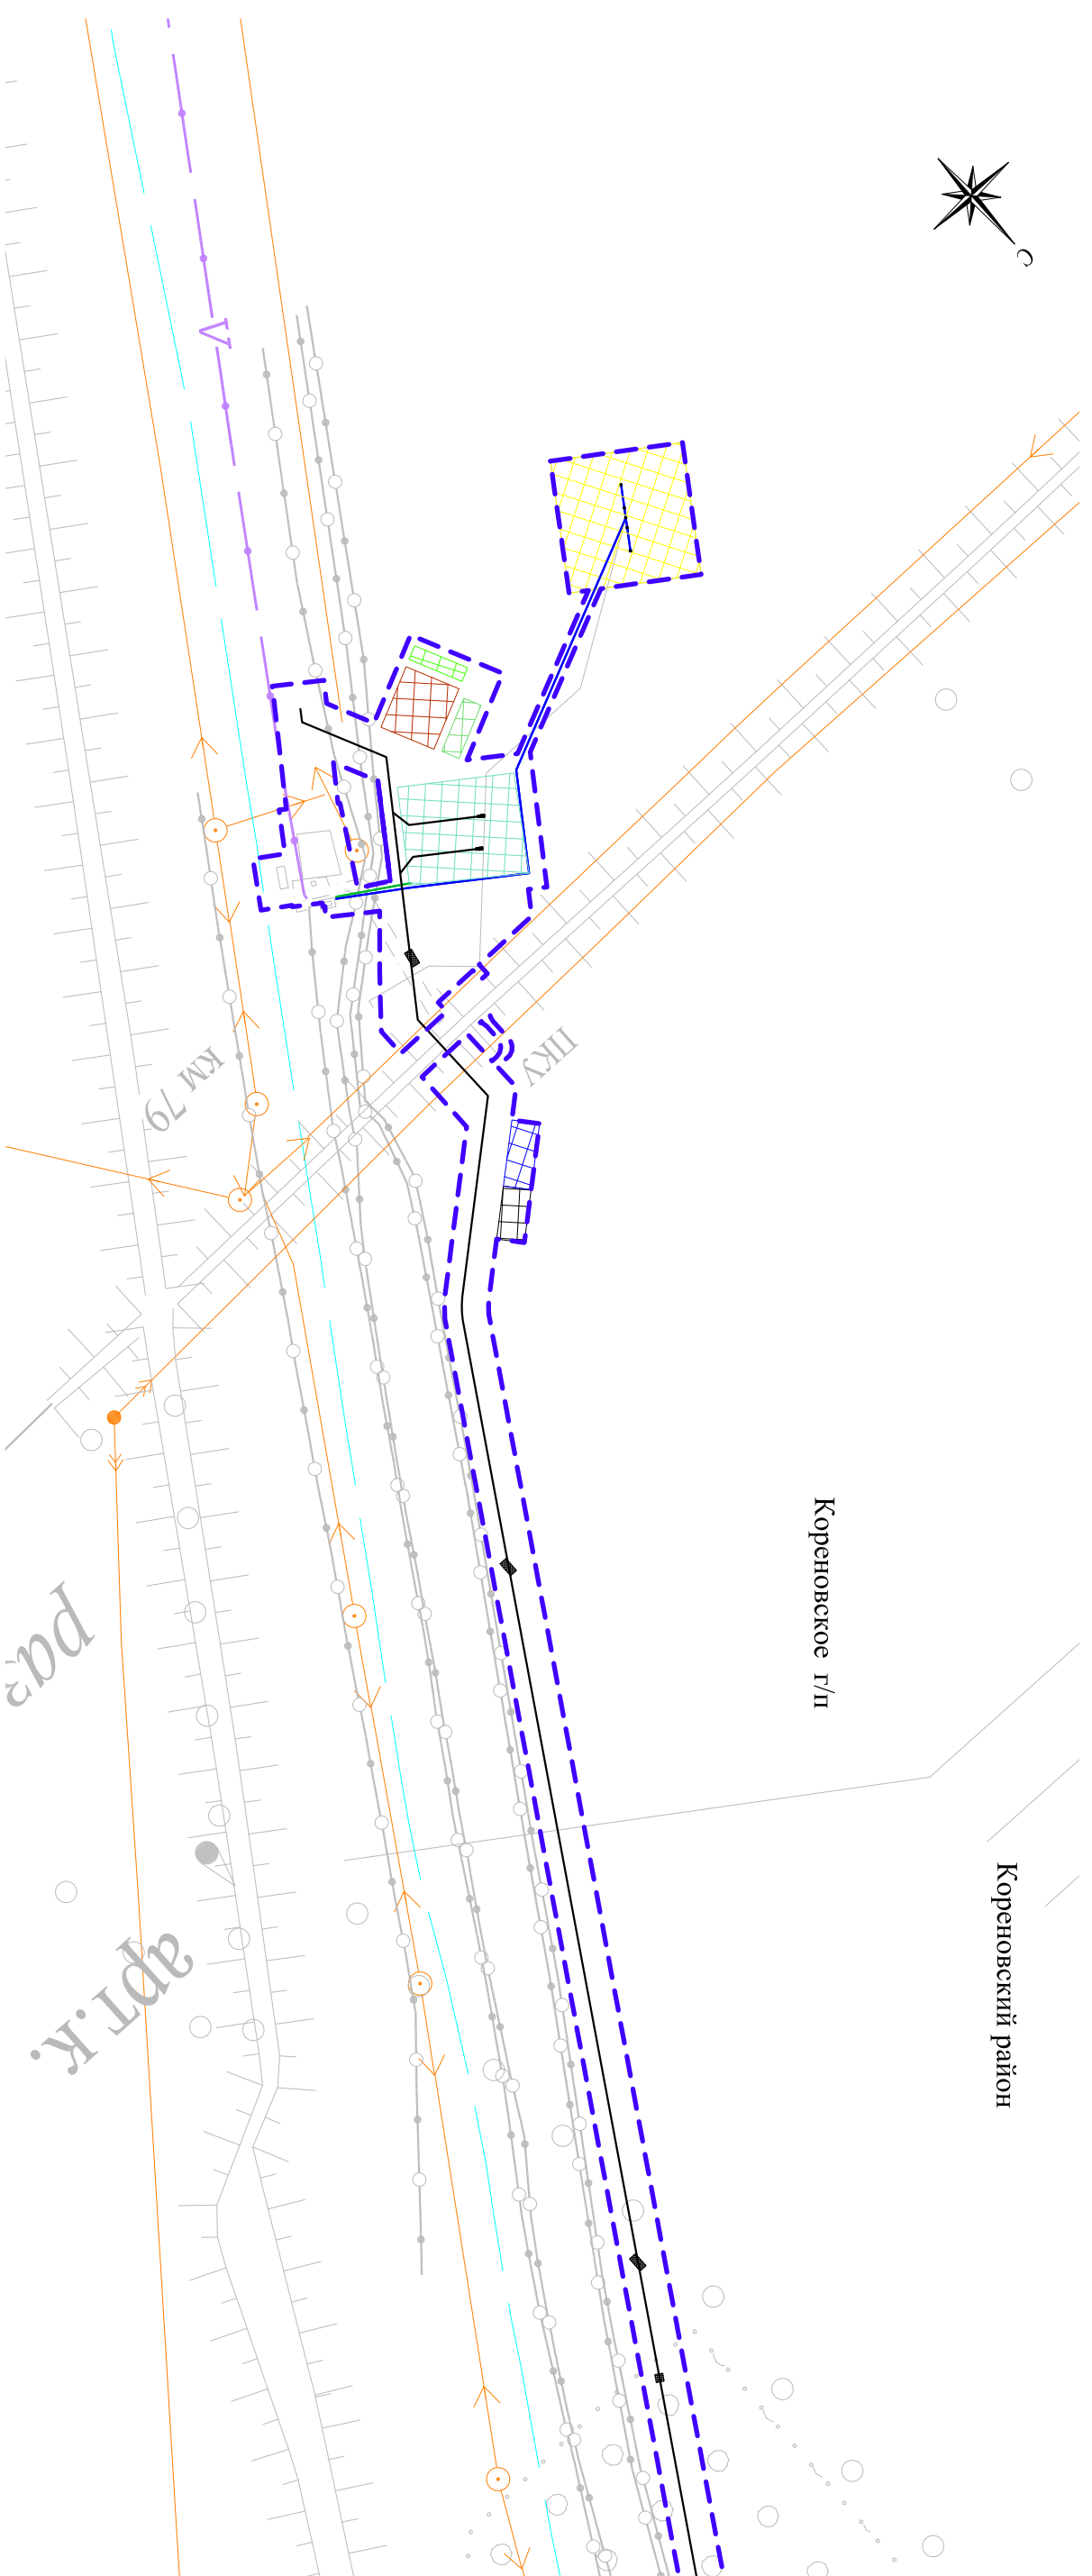 С
V
км 79
ПКУ
Кореновское г/п
Кореновский район
раз
арт.к.